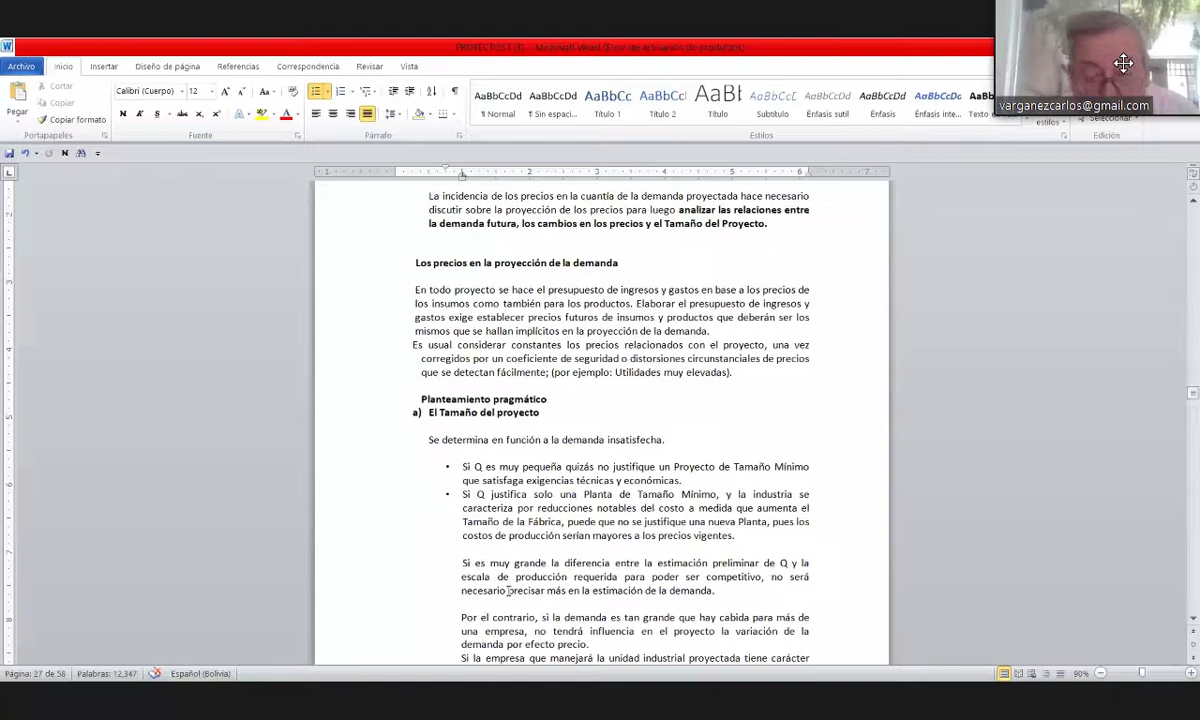 PROYECTOS I (1) - Microsoft Word (Error de activación de productos)
varganezcarlos@gmail.com
Archivo Inicio Insertar Diseño de página Referencias Correspondencia Revisar Vista
Pegar
Cortar
Copiar
Copiar formato
Calibri (Cuerpo) 12
AaBbCcDd AaBbCcDd AaBbCc AaBbCc AaB AaBbCcDd AaBbCcDd AaBbCcDd AaBbCcDd
¶ Normal ¶ Sin espaci... Título 1 Título 2 Título Subtítulo Énfasis sutil Énfasis Énfasis inte...
estilos
Seleccionar
Portapapeles Fuente Párrafo Estilos Edición
La incidencia de los precios en la cuantía de la demanda proyectada hace necesario
discutir sobre la proyección de los precios para luego analizar las relaciones entre
la demanda futura, los cambios en los precios y el Tamaño del Proyecto.
Los precios en la proyección de la demanda
En todo proyecto se hace el presupuesto de ingresos y gastos en base a los precios de
los insumos como también para los productos. Elaborar el presupuesto de ingresos y
gastos exige establecer precios futuros de insumos y productos que deberán ser los
mismos que se hallan implícitos en la proyección de la demanda.
Es usual considerar constantes los precios relacionados con el proyecto, una vez
corregidos por un coeficiente de seguridad o distorsiones circunstanciales de precios
que se detectan fácilmente; (por ejemplo: Utilidades muy elevadas).
Planteamiento pragmático
a) El Tamaño del proyecto
Se determina en función a la demanda insatisfecha.
• Si Q es muy pequeña quizás no justifique un Proyecto de Tamaño Mínimo
que satisfaga exigencias técnicas y económicas.
• Si Q justifica solo una Planta de Tamaño Mínimo, y la industria se
caracteriza por reducciones notables del costo a medida que aumenta el
Tamaño de la Fábrica, puede que no se justifique una nueva Planta, pues los
costos de producción serían mayores a los precios vigentes.
Si es muy grande la diferencia entre la estimación preliminar de Q y la
escala de producción requerida para poder ser competitivo, no será
necesario precisar más en la estimación de la demanda.
Por el contrario, si la demanda es tan grande que hay cabida para más de
una empresa, no tendrá influencia en el proyecto la variación de la
demanda por efecto precio.
Si la empresa que manejará la unidad industrial proyectada tiene carácter
Página: 27 de 58 Palabras: 12,347 Español (Bolivia) 90%